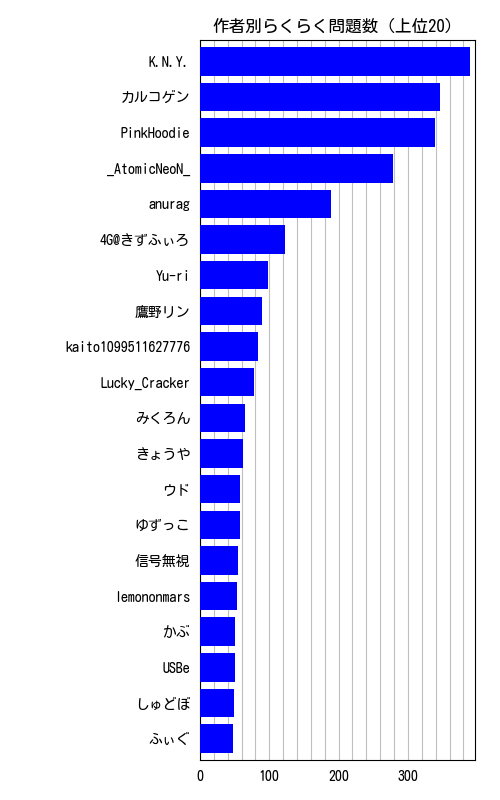 作者別らくらく問題数（上位20）
K.N.Y.
カルコゲン
PinkHoodie
_AtomicNeoN_
anurag
4G@きずふぃろ
Yu-ri
鷹野リン
kaito1099511627776
Lucky_Cracker
みくろん
きょうや
ウド
ゆずっこ
信号無視
lemononmars
かぶ
USBe
しゅどぼ
ふぃぐ
0 100 200 300